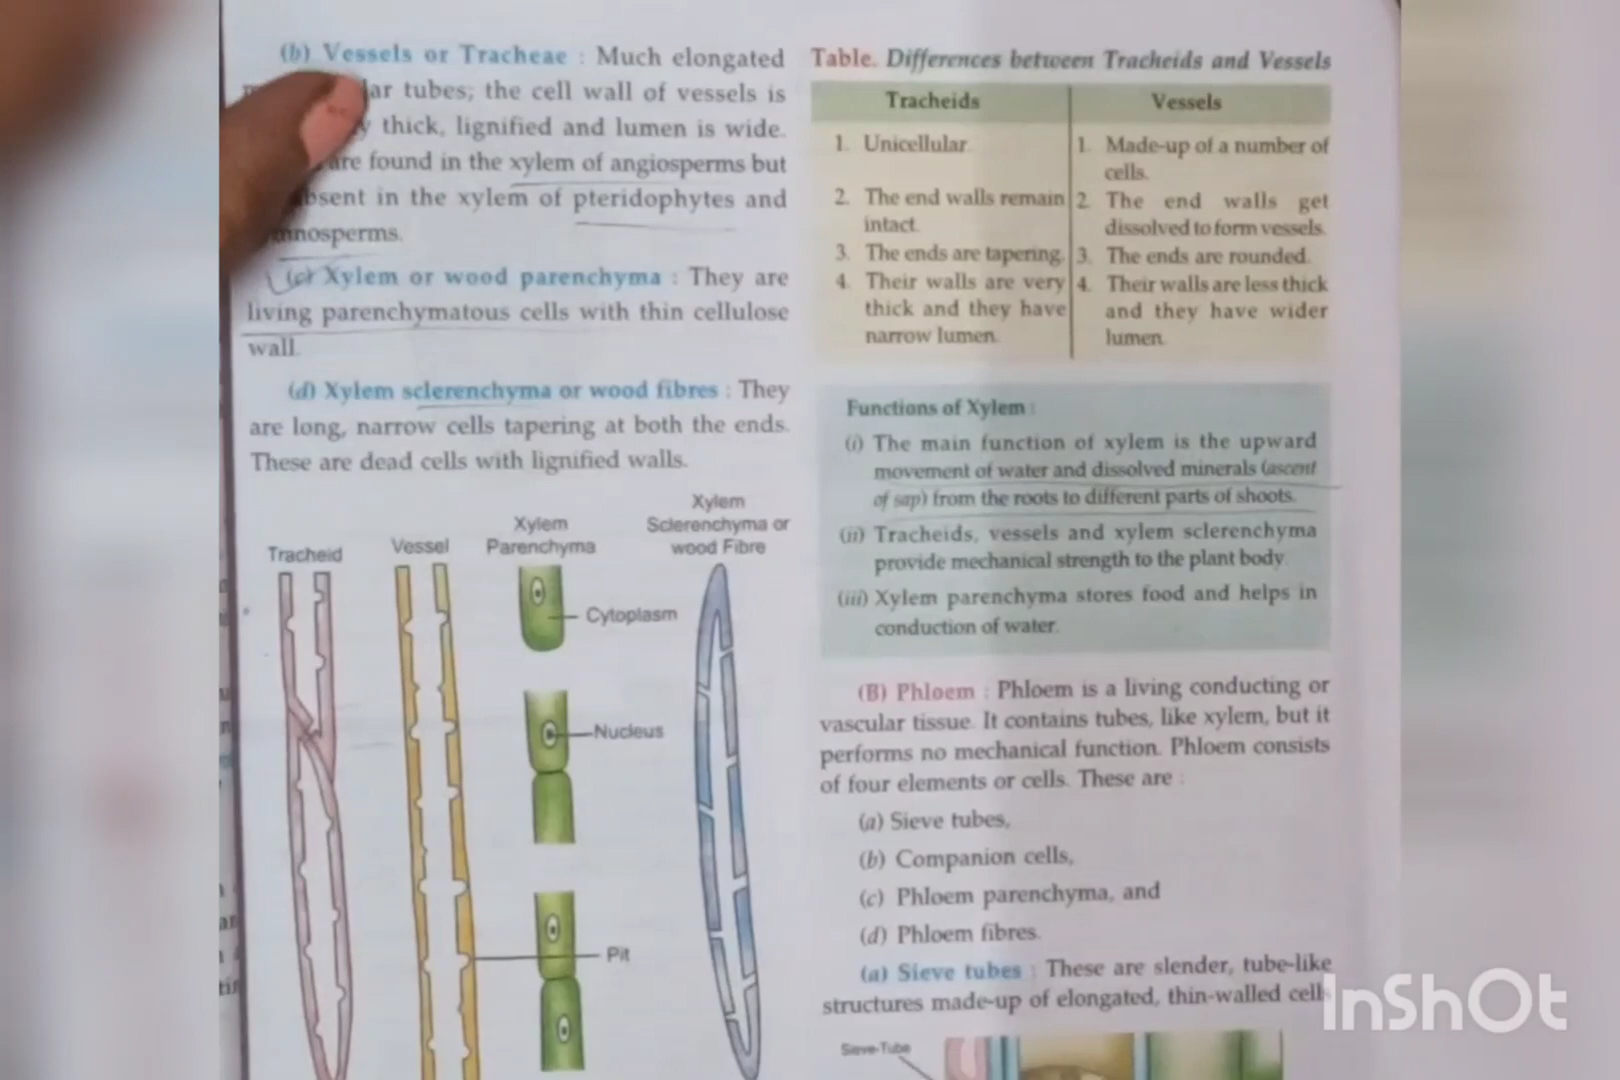 (b) Vessels or Tracheae : Much elongated
tubes; the cell wall of vessels is
thick, lignified and lumen is wide.
are found in the xylem of angiosperms but
in the xylem of pteridophytes and
(c) Xylem or wood parenchyma : They are
living parenchymatous cells with thin cellulose
wall.
(d) Xylem sclerenchyma or wood fibres : They
are long, narrow cells tapering at both the ends.
These are dead cells with lignified walls.
Tracheid
Vessel
Xylem
Parenchyma
Xylem
Sclerenchyma or
wood Fibre
Cytoplasm
Nucleus
Pit
Table. Differences between Tracheids and Vessels
Tracheids
Vessels
1. Unicellular.
1. Made-up of a number of
cells.
2. The end walls remain
intact.
2. The end walls get
dissolved to form vessels.
3. The ends are tapering.
3. The ends are rounded.
4. Their walls are very
thick and they have
narrow lumen.
4. Their walls are less thick
and they have wider
lumen.
Functions of Xylem :
(i) The main function of xylem is the upward
movement of water and dissolved minerals (ascent
of sap) from the roots to different parts of shoots.
(ii) Tracheids, vessels and xylem sclerenchyma
provide mechanical strength to the plant body.
(iii) Xylem parenchyma stores food and helps in
conduction of water.
(B) Phloem : Phloem is a living conducting or
vascular tissue. It contains tubes, like xylem, but it
performs no mechanical function. Phloem consists
of four elements or cells. These are :
(a) Sieve tubes,
(b) Companion cells,
(c) Phloem parenchyma, and
(d) Phloem fibres.
(a) Sieve tubes : These are slender, tube-like
structures made-up of elongated, thin-walled cells
Sieve-Tube
InShOt